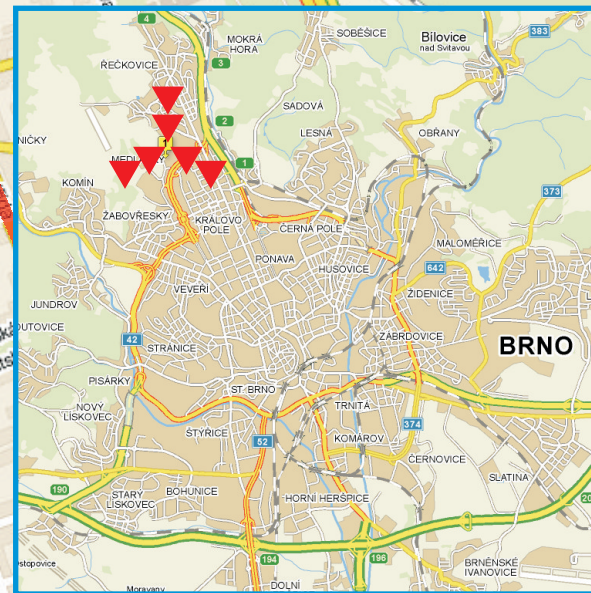 MOKRÁ
HORA
SOBĚŠICE
Bílovice
nad Svitavou
383
4
ŘEČKOVICE
3
SADOVÁ
2
LESNÁ
OBŘANY
1
1
KOMÍN
373
ŽABOVŘESKY
KRÁLOVO
POLE
ČERNÁ POLE
MALOMĚŘICE
PONAVA
HUSOVICE
642
VEVEŘÍ
ŽIDENICE
JUNDROV
42
STRÁNICE
ZÁBRDOVICE
BRNO
PISÁRKY
ST. BRNO
TRNITÁ
NOVÝ
LÍSKOVEC
ŠTÝŘICE
52
KOMÁROV
374
ČERNOVICE
SLATINA
190
STARÝ
LÍSKOVEC
BOHUNICE
HORNÍ HERŠPICE
194
196
BRNĚNSKÉ
IVANOVICE
Moravany
DOLNÍ